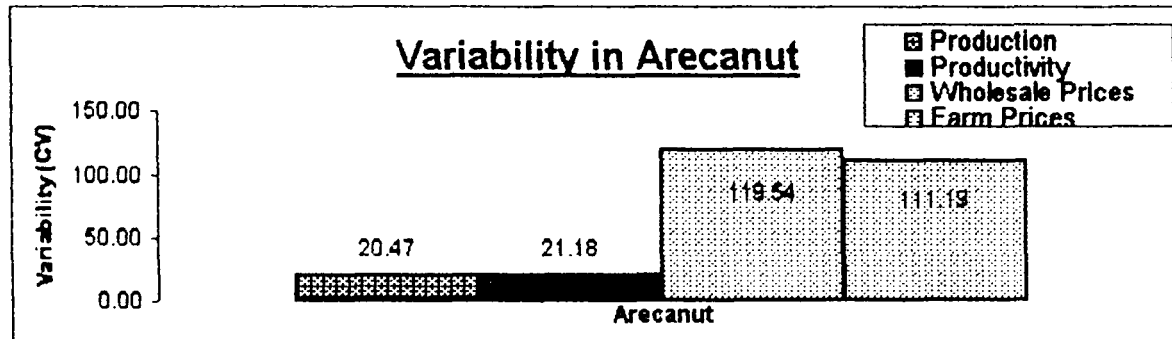 Variability in Arecanut
Production
Productivity
Wholesale Prices
Farm Prices
Variability (CV)
150.00
100.00
50.00
0.00
20.47
21.18
119.54
111.19
Arecanut